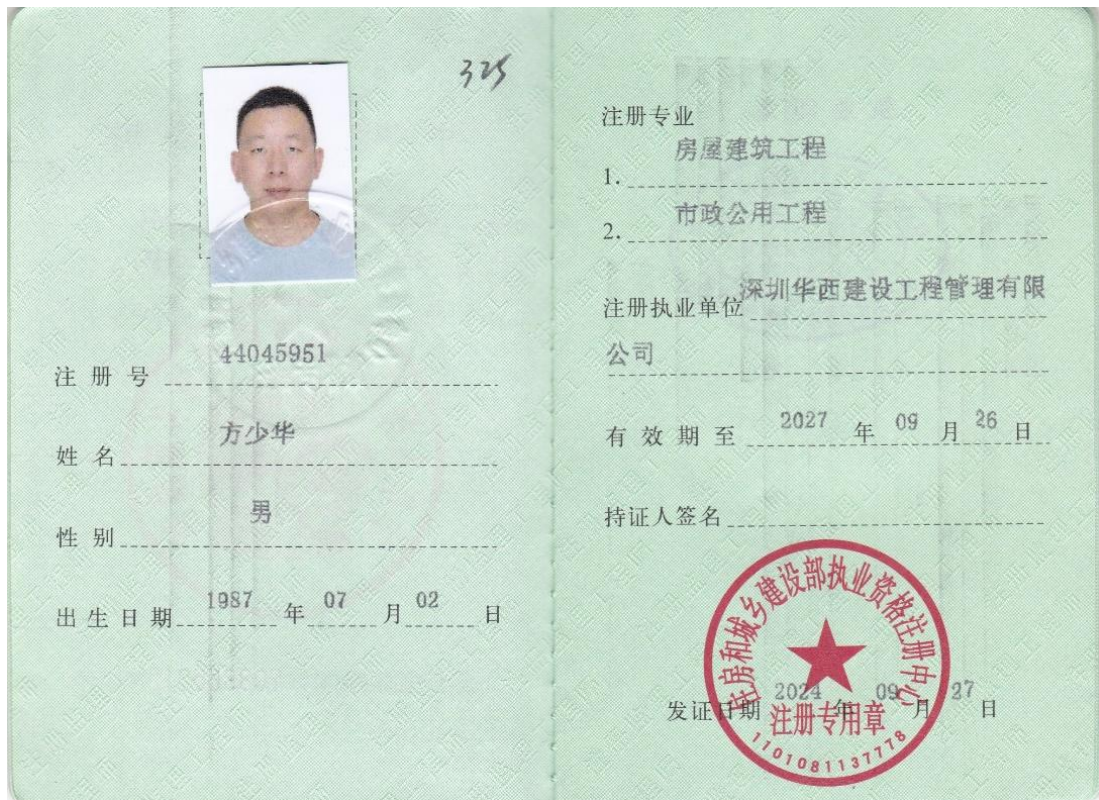 325
注册号 44045951
姓名 方少华
性别 男
出生日期 1987 年 07 月 02 日
注册专业
1. 房屋建筑工程
2. 市政公用工程
注册执业单位 深圳华西建设工程管理有限
公司
有效期至 2027 年 09 月 26 日
持证人签名
住房和城乡建设部执业资格注册中心
发证日期 2024 年 09 月 27 日
注册专用章
1101081137778